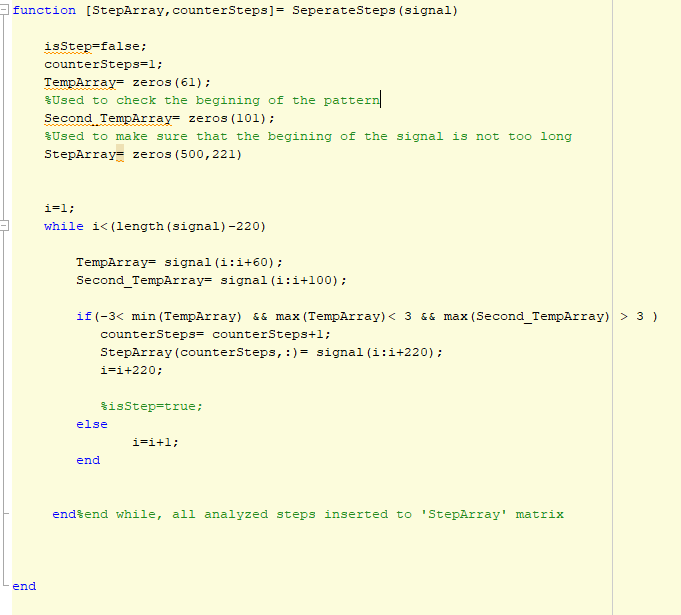 function [StepArray,counterSteps]= SeperateSteps(signal)
isStep=false;
counterSteps=1;
TempArray= zeros(61);
%Used to check the begining of the pattern
Second_TempArray= zeros(101);
%Used to make sure that the begining of the signal is not too long
StepArray= zeros(500,221)
i=1;
while i<(length(signal)-220)
TempArray= signal(i:i+60);
Second_TempArray= signal(i:i+100);
if(-3< min(TempArray) && max(TempArray)< 3 && max(Second_TempArray) > 3 )
counterSteps= counterSteps+1;
StepArray(counterSteps,:)= signal(i:i+220);
i=i+220;
%isStep=true;
else
i=i+1;
end
end%end while, all analyzed steps inserted to 'StepArray' matrix
end